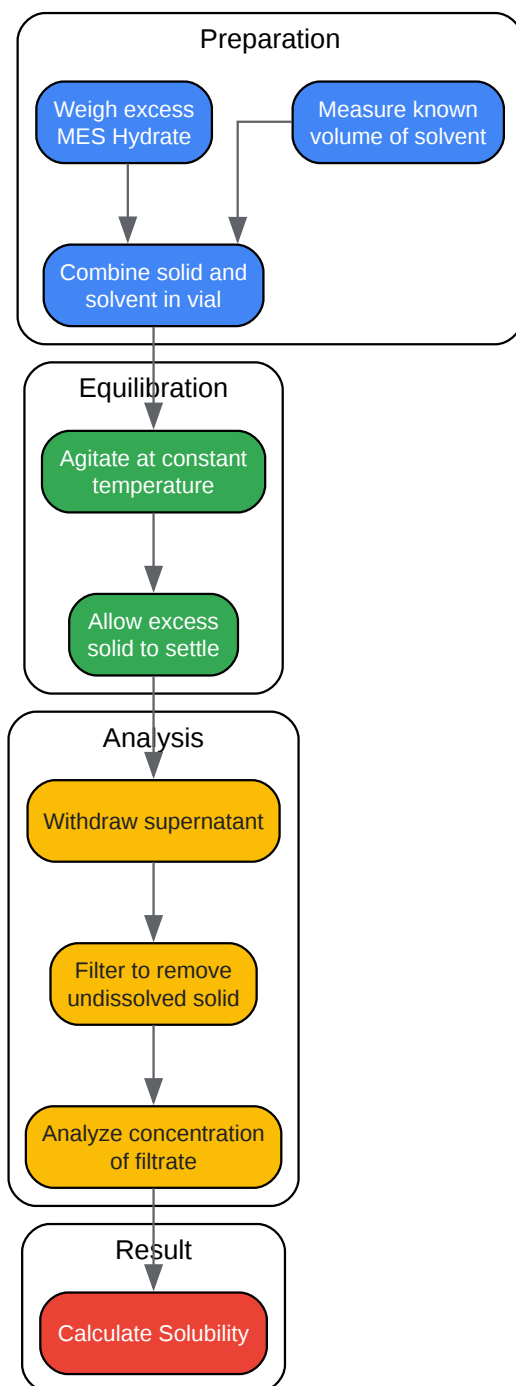 Preparation
Weigh excess
MES Hydrate
Measure known
volume of solvent
Combine solid and
solvent in vial
Equilibration
Agitate at constant
temperature
Allow excess
solid to settle
Analysis
Withdraw supernatant
Filter to remove
undissolved solid
Analyze concentration
of filtrate
Result
Calculate Solubility